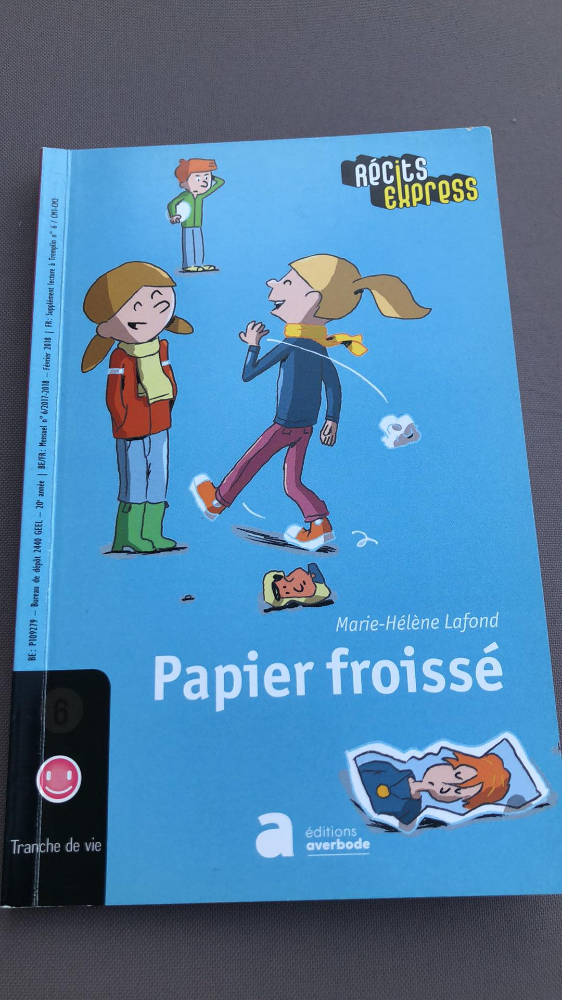 Récits
Express
BE: P109279 – Bureau de dépôt 2440 GEEL – 20e année | BE/FR: Mensuel n° 6/2017-2018 – Février 2018 | FR: Supplément lecture à Tremplin n° 6 / CM1-CM2
Marie-Hélène Lafond
Papier froissé
6
Tranche de vie
a
éditions
averbode